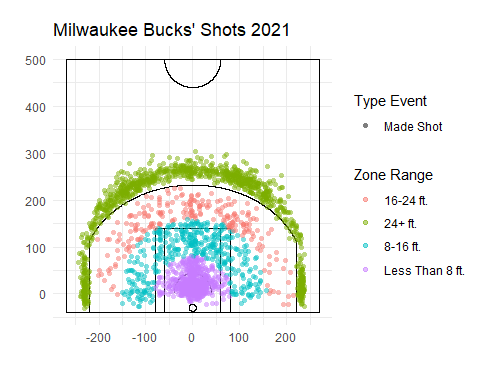 Milwaukee Bucks' Shots 2021
500
400
300
200
100
0
-200
-100
0
100
200
Type Event
Made Shot
Zone Range
16-24 ft.
24+ ft.
8-16 ft.
Less Than 8 ft.